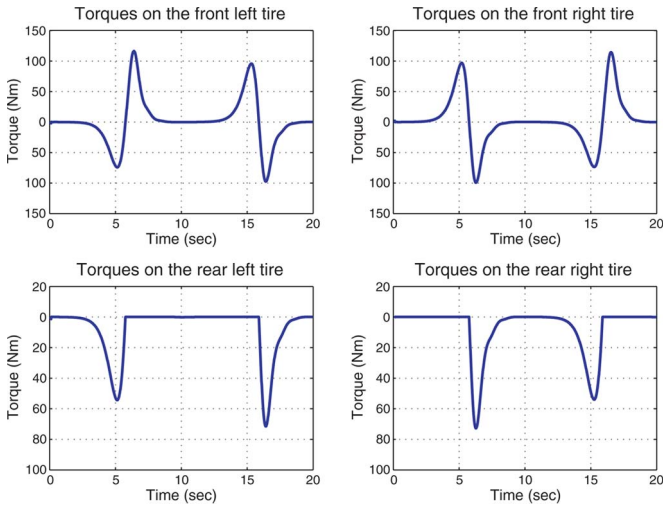 Torques on the front left tire
150
100
50
0
50
100
150
Torque (Nm)
0 5 10 15 20
Time (sec)
Torques on the front right tire
150
100
50
0
50
100
150
Torque (Nm)
0 5 10 15 20
Time (sec)
Torques on the rear left tire
20
0
20
40
60
80
100
Torque (Nm)
0 5 10 15 20
Time (sec)
Torques on the rear right tire
20
0
20
40
60
80
100
Torque (Nm)
0 5 10 15 20
Time (sec)